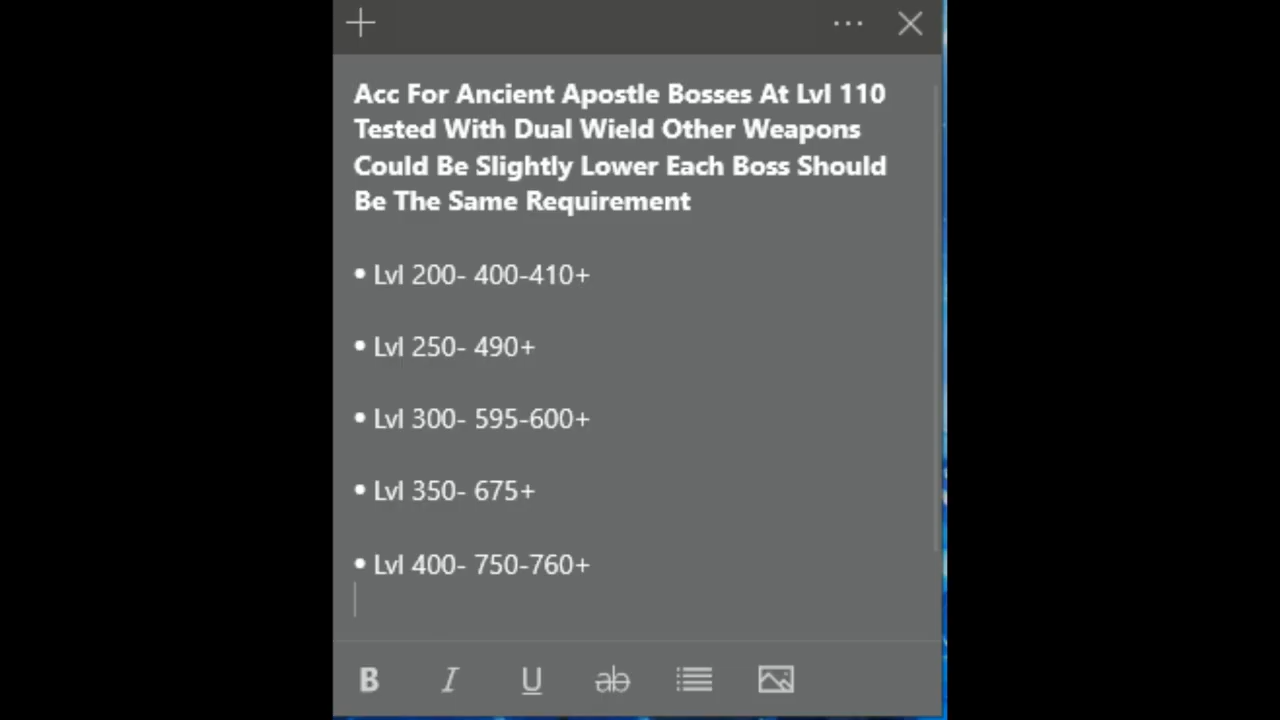 Acc For Ancient Apostle Bosses At Lvl 110
Tested With Dual Wield Other Weapons
Could Be Slightly Lower Each Boss Should
Be The Same Requirement
• Lvl 200- 400-410+
• Lvl 250- 490+
• Lvl 300- 595-600+
• Lvl 350- 675+
• Lvl 400- 750-760+
B I U ab